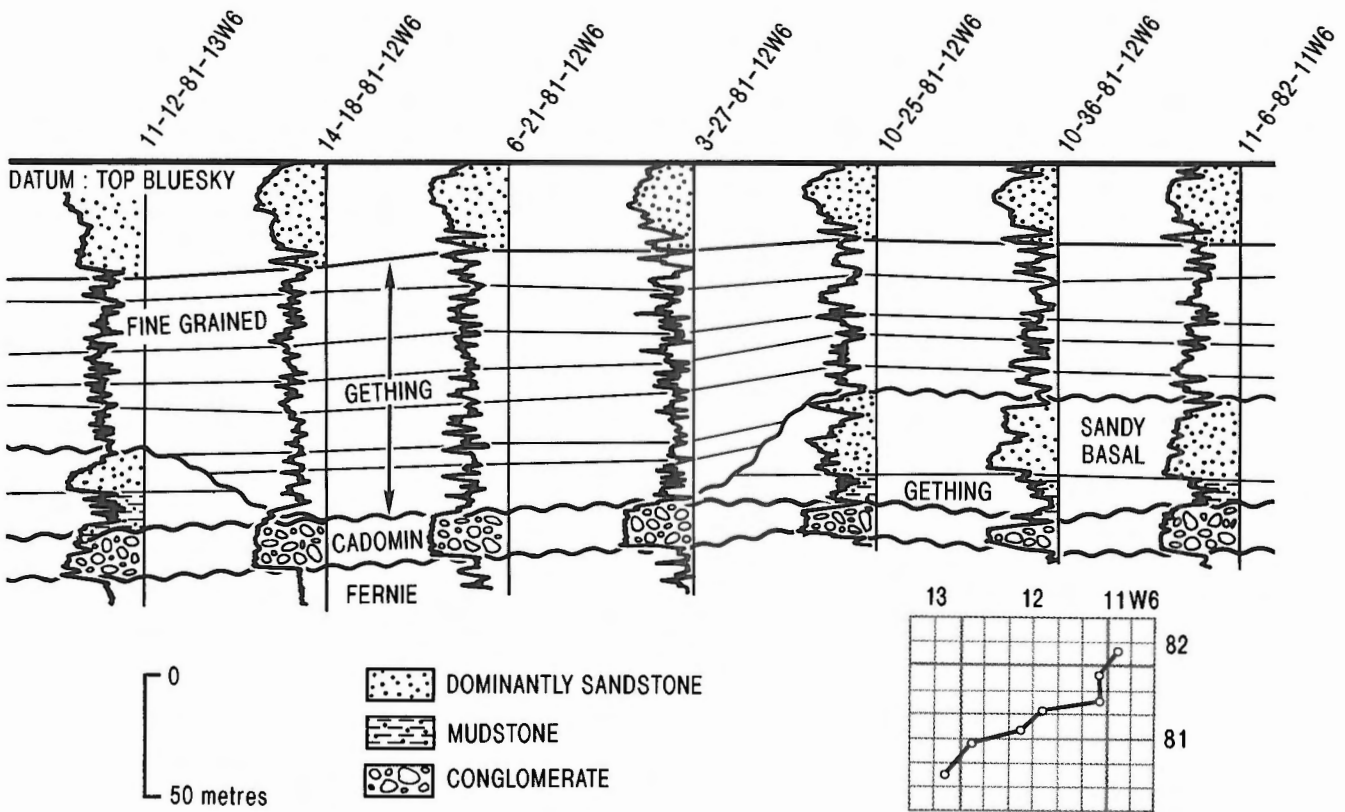 11-12-81-13W6
14-18-81-12W6
6-21-81-12W6
3-27-81-12W6
10-25-81-12W6
10-36-81-12W6
11-6-82-11W6
DATUM : TOP BLUESKY
FINE GRAINED
GETHING
SANDY
BASAL
GETHING
CADOMIN
FERNIE
0
50 metres
DOMINANTLY SANDSTONE
MUDSTONE
CONGLOMERATE
13 12 11W6
82
81